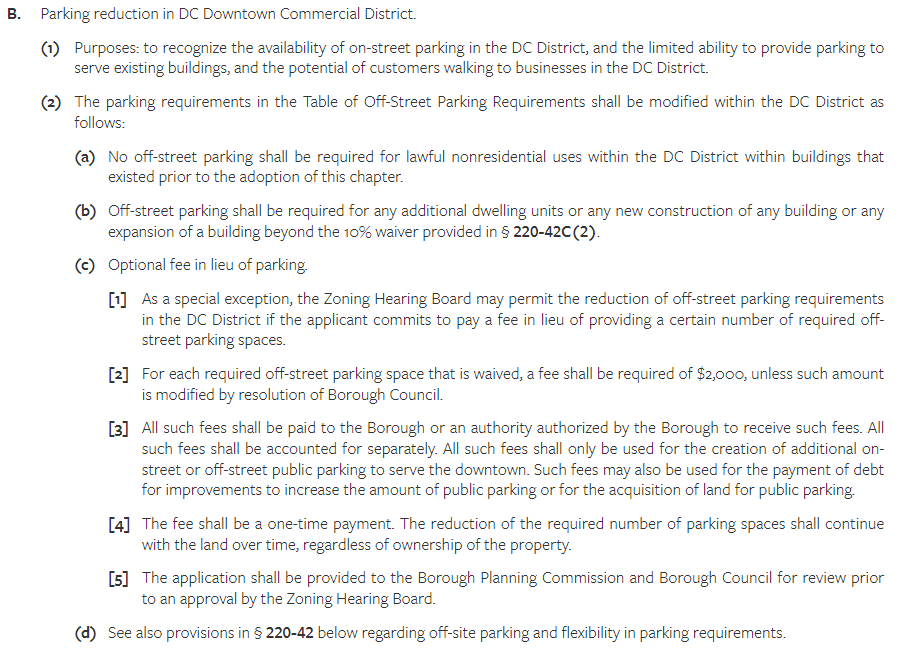 B. Parking reduction in DC Downtown Commercial District.
(1) Purposes: to recognize the availability of on-street parking in the DC District, and the limited ability to provide parking to
serve existing buildings, and the potential of customers walking to businesses in the DC District.
(2) The parking requirements in the Table of Off-Street Parking Requirements shall be modified within the DC District as
follows:
(a) No off-street parking shall be required for lawful nonresidential uses within the DC District within buildings that
existed prior to the adoption of this chapter.
(b) Off-street parking shall be required for any additional dwelling units or any new construction of any building or any
expansion of a building beyond the 10% waiver provided in § 220-42C(2).
(c) Optional fee in lieu of parking.
[1] As a special exception, the Zoning Hearing Board may permit the reduction of off-street parking requirements
in the DC District if the applicant commits to pay a fee in lieu of providing a certain number of required off-
street parking spaces.
[2] For each required off-street parking space that is waived, a fee shall be required of $2,000, unless such amount
is modified by resolution of Borough Council.
[3] All such fees shall be paid to the Borough or an authority authorized by the Borough to receive such fees. All
such fees shall be accounted for separately. All such fees shall only be used for the creation of additional on-
street or off-street public parking to serve the downtown. Such fees may also be used for the payment of debt
for improvements to increase the amount of public parking or for the acquisition of land for public parking.
[4] The fee shall be a one-time payment. The reduction of the required number of parking spaces shall continue
with the land over time, regardless of ownership of the property.
[5] The application shall be provided to the Borough Planning Commission and Borough Council for review prior
to an approval by the Zoning Hearing Board.
(d) See also provisions in § 220-42 below regarding off-site parking and flexibility in parking requirements.